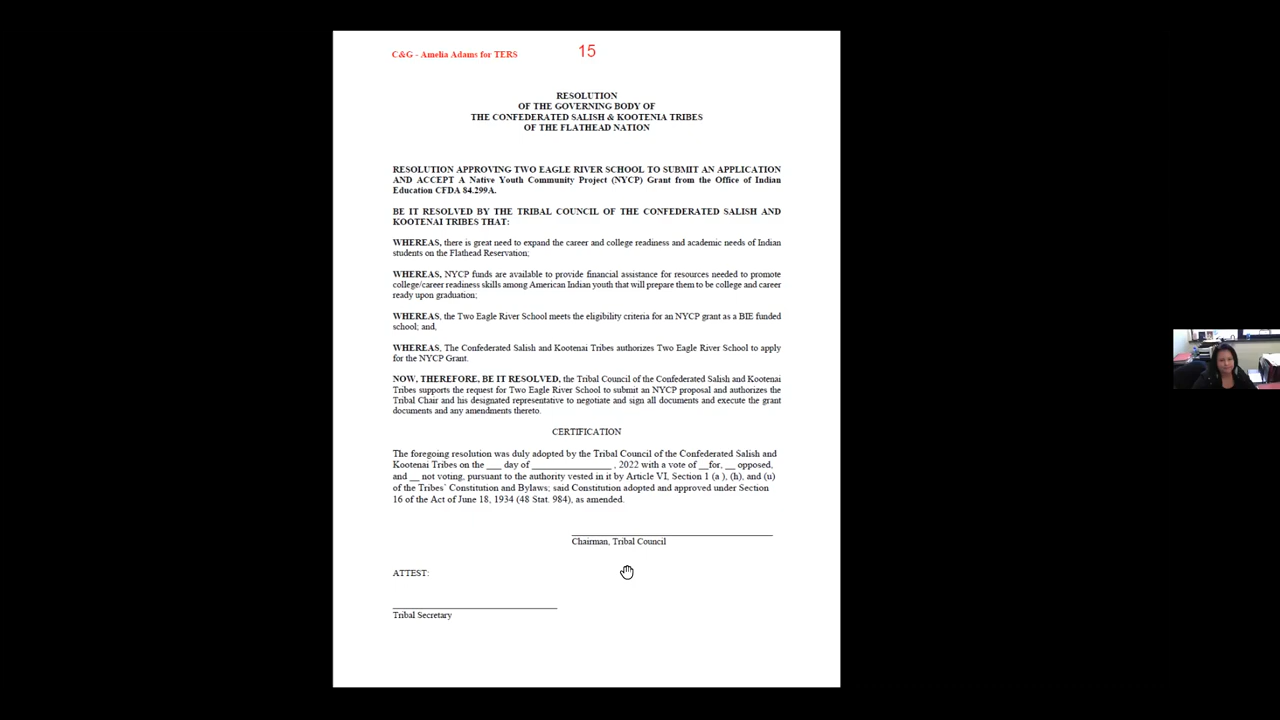 C&G - Amelia Adams for TERS
15
RESOLUTION
OF THE GOVERNING BODY OF
THE CONFEDERATED SALISH & KOOTENIA TRIBES
OF THE FLATHEAD NATION
RESOLUTION APPROVING TWO EAGLE RIVER SCHOOL TO SUBMIT AN APPLICATION
AND ACCEPT A Native Youth Community Project (NYCP) Grant from the Office of Indian
Education CFDA 84.299A.
BE IT RESOLVED BY THE TRIBAL COUNCIL OF THE CONFEDERATED SALISH AND
KOOTENAI TRIBES THAT:
WHEREAS, there is great need to expand the career and college readiness and academic needs of Indian
students on the Flathead Reservation;
WHEREAS, NYCP funds are available to provide financial assistance for resources needed to promote
college/career readiness skills among American Indian youth that will prepare them to be college and career
ready upon graduation;
WHEREAS, the Two Eagle River School meets the eligibility criteria for an NYCP grant as a BIE funded
school; and,
WHEREAS, The Confederated Salish and Kootenai Tribes authorizes Two Eagle River School to apply
for the NYCP Grant.
NOW, THEREFORE, BE IT RESOLVED, the Tribal Council of the Confederated Salish and Kootenai
Tribes supports the request for Two Eagle River School to submit an NYCP proposal and authorizes the
Tribal Chair and his designated representative to negotiate and sign all documents and execute the grant
documents and any amendments thereto.
CERTIFICATION
The foregoing resolution was duly adopted by the Tribal Council of the Confederated Salish and
Kootenai Tribes on the ___ day of ________________ , 2022 with a vote of __for, __ opposed,
and __ not voting, pursuant to the authority vested in it by Article VI, Section 1 (a ), (h), and (u)
of the Tribes' Constitution and Bylaws; said Constitution adopted and approved under Section
16 of the Act of June 18, 1934 (48 Stat. 984), as amended.
Chairman, Tribal Council
ATTEST:
Tribal Secretary